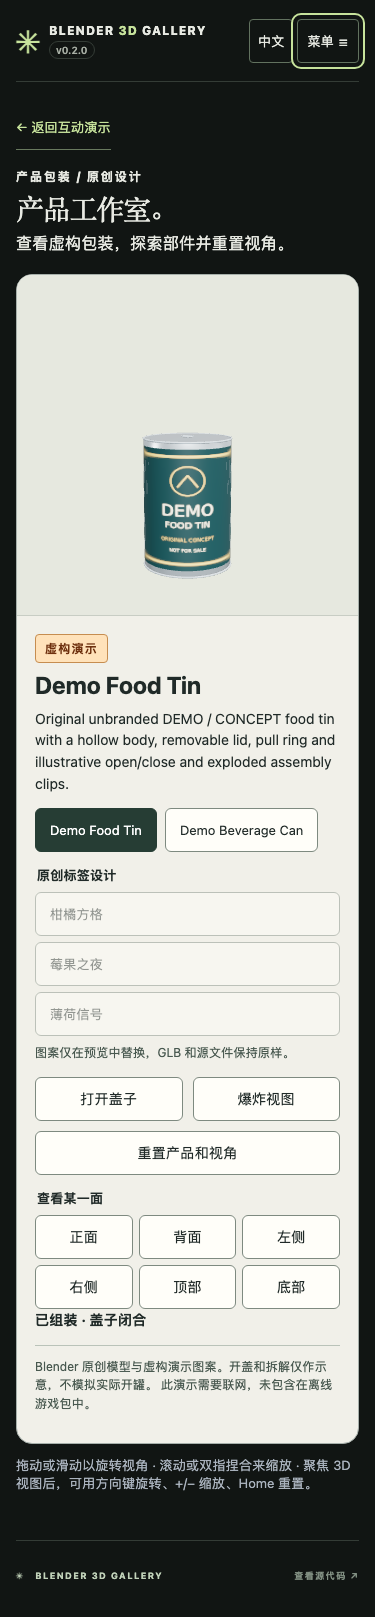 BLENDER 3D GALLERY
v0.2.0
中文
菜单 ≡
← 返回互动演示
产品包装 / 原创设计
产品工作室。
查看虚构包装，探索部件并重置视角。
DEMO
FOOD TIN
ORIGINAL CONCEPT
NOT FOR SALE
虚构演示
Demo Food Tin
Original unbranded DEMO / CONCEPT food tin
with a hollow body, removable lid, pull ring and
illustrative open/close and exploded assembly
clips.
Demo Food Tin
Demo Beverage Can
原创标签设计
柑橘方格
莓果之夜
薄荷信号
图案仅在预览中替换，GLB 和源文件保持原样。
打开盖子
爆炸视图
重置产品和视角
查看某一面
正面
背面
左侧
右侧
顶部
底部
已组装 · 盖子闭合
Blender 原创模型与虚构演示图案。开盖和拆解仅作示
意，不模拟实际开罐。 此演示需要联网，未包含在离线
游戏包中。
拖动或滑动以旋转视角 · 滚动或双指捏合来缩放 · 聚焦 3D
视图后，可用方向键旋转、+/− 缩放、Home 重置。
BLENDER 3D GALLERY
查看源代码 ↗